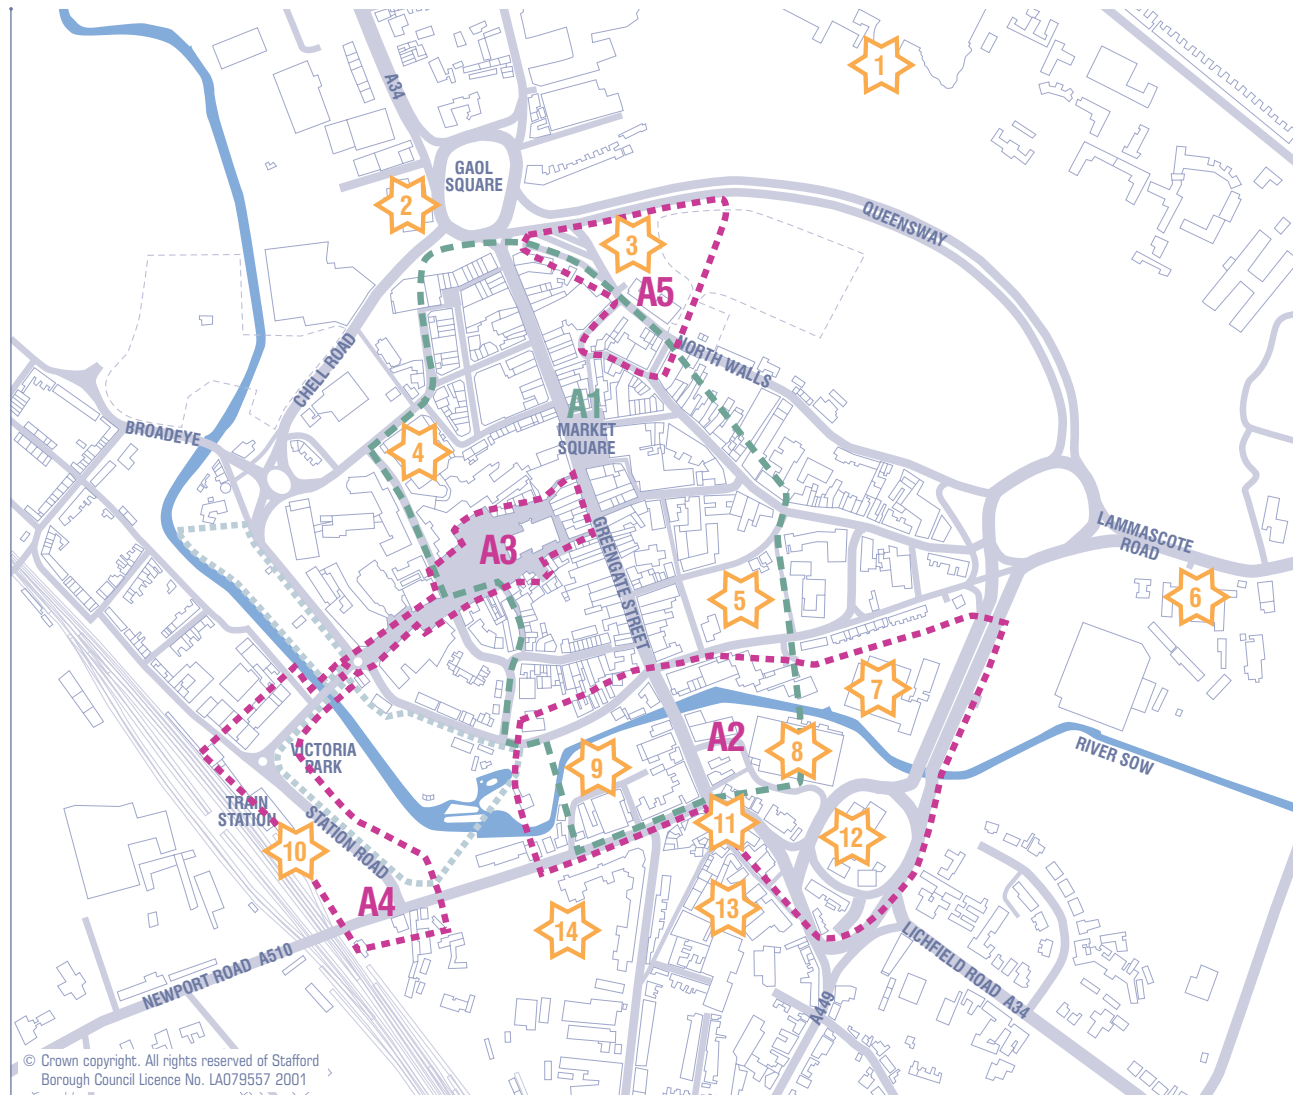 1
A34
GAOL
SQUARE
2
QUEENSWAY
3
A5
NORTH WALLS
CHELL ROAD
A1
MARKET
SQUARE
BROADEYE
4
A3
GREENGATE STREET
LAMMASCOTE
ROAD
5
6
7
A2
8
RIVER SOW
VICTORIA
PARK
9
TRAIN
STATION
STATION ROAD
10
11
12
A4
13
14
NEWPORT ROAD A510
LICHFIELD ROAD A34
A449
© Crown copyright. All rights reserved of Stafford
Borough Council Licence No. LA079557 2001